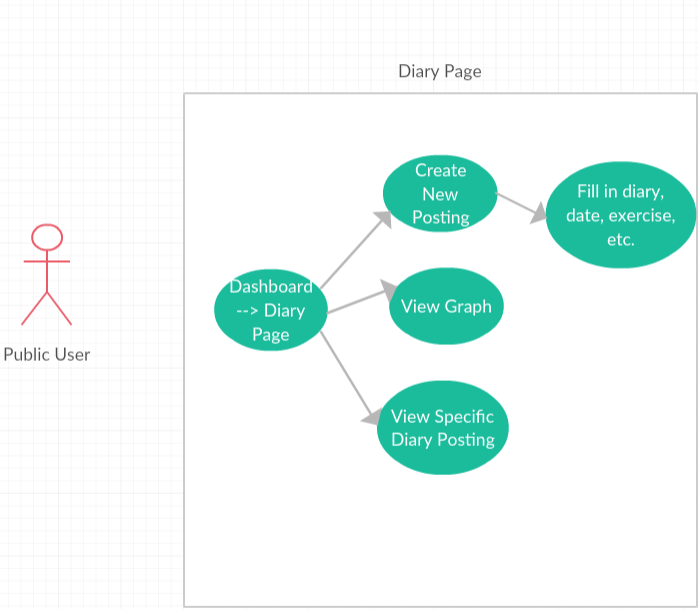 Diary Page
Create
New
Posting
Fill in diary,
date, exercise,
etc.
Dashboard
--> Diary
Page
View Graph
Public User
View Specific
Diary Posting